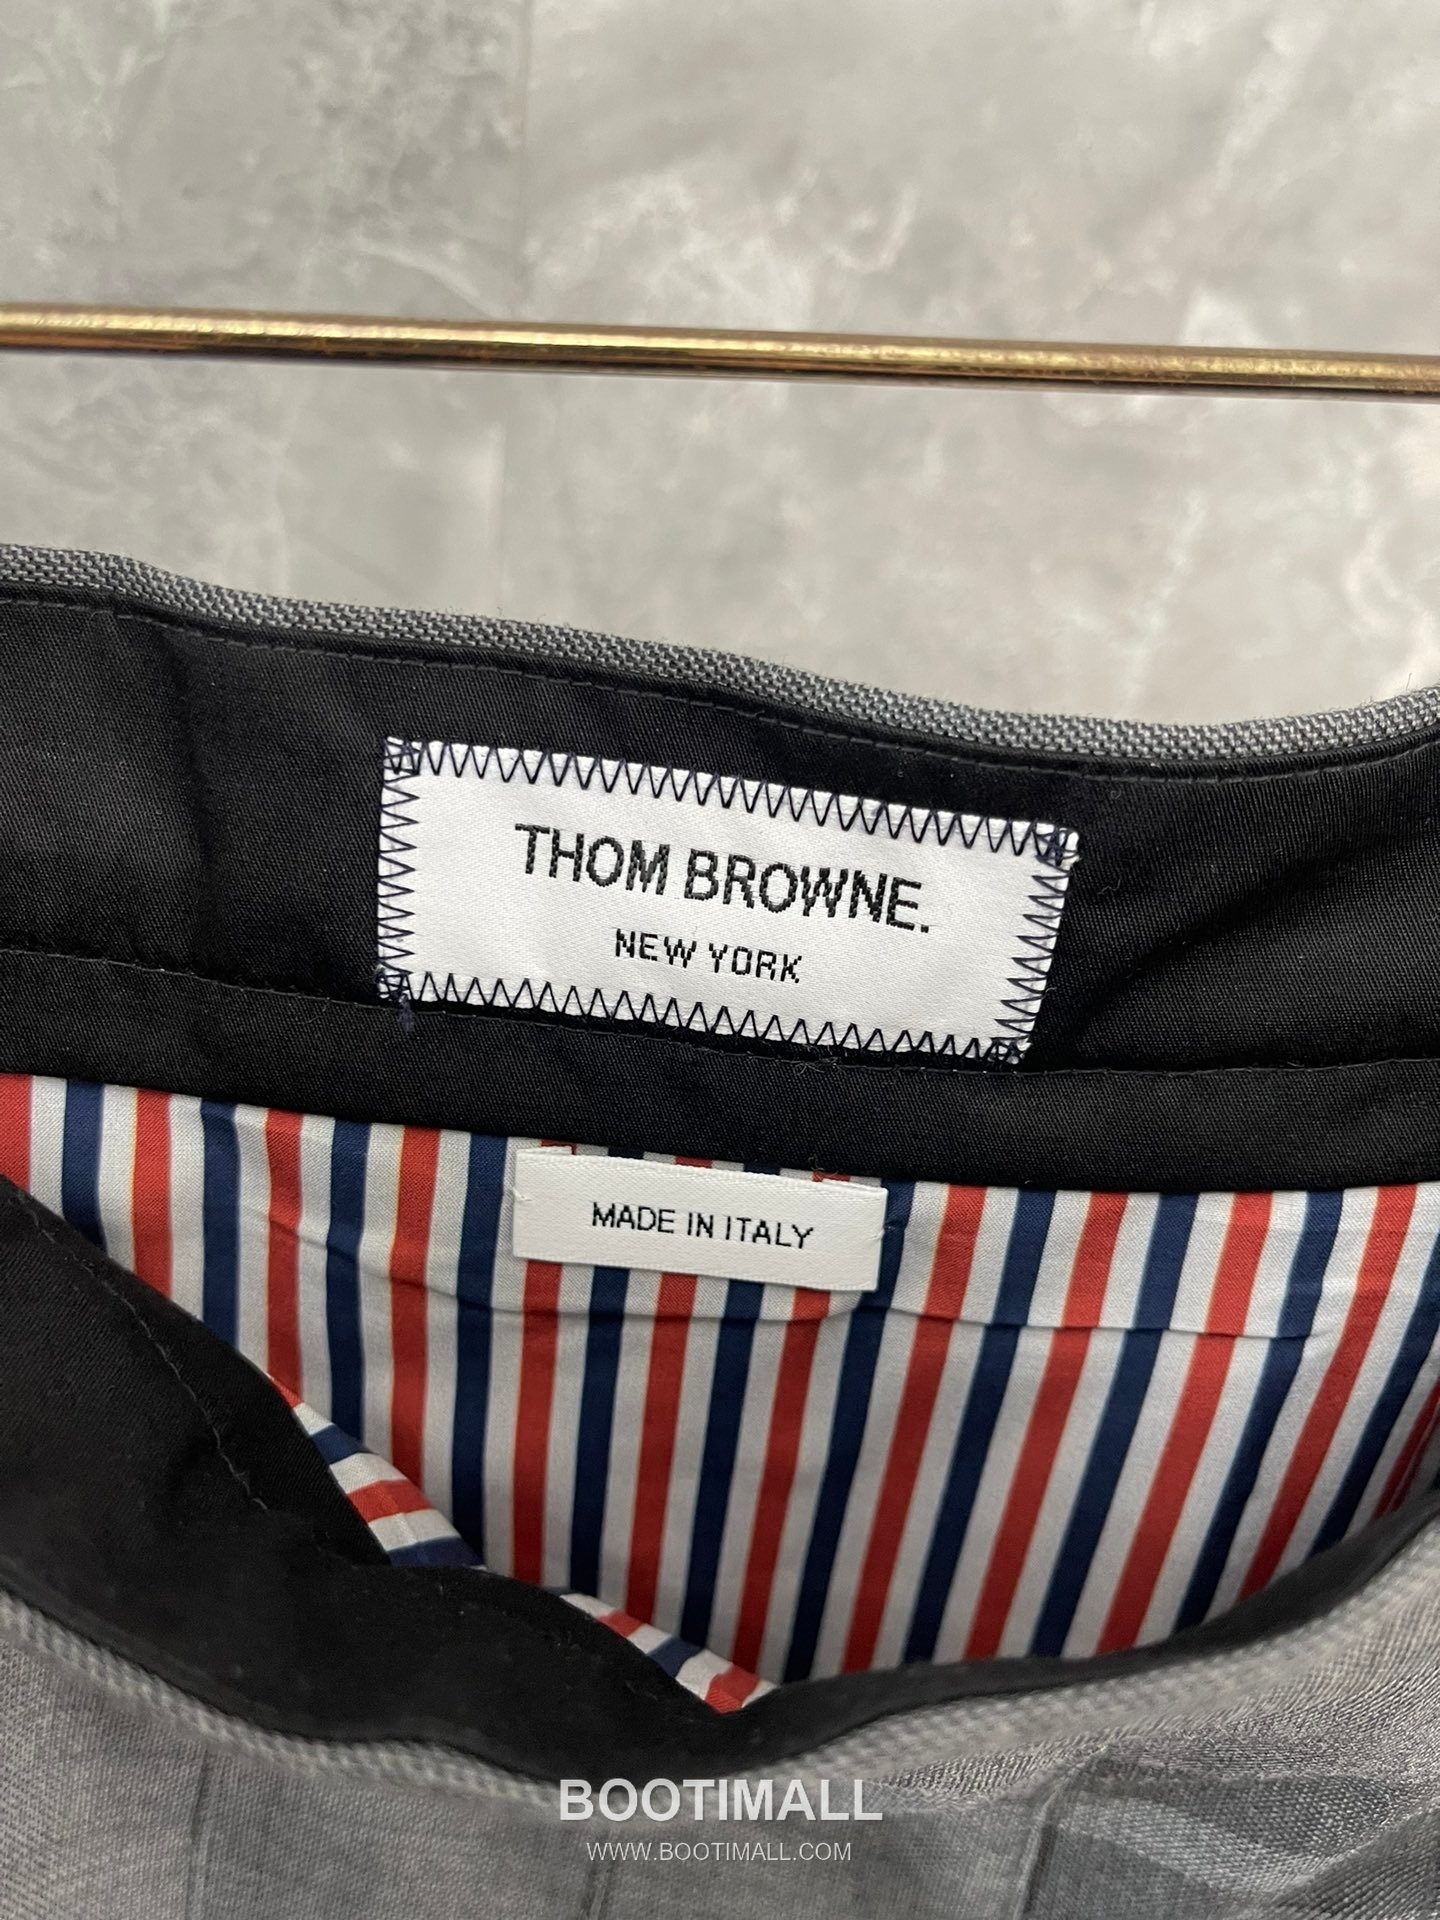 THOM BROWNE.
NEW YORK
MADE IN ITALY
BOOTIMALL
WWW.BOOTIMALL.COM